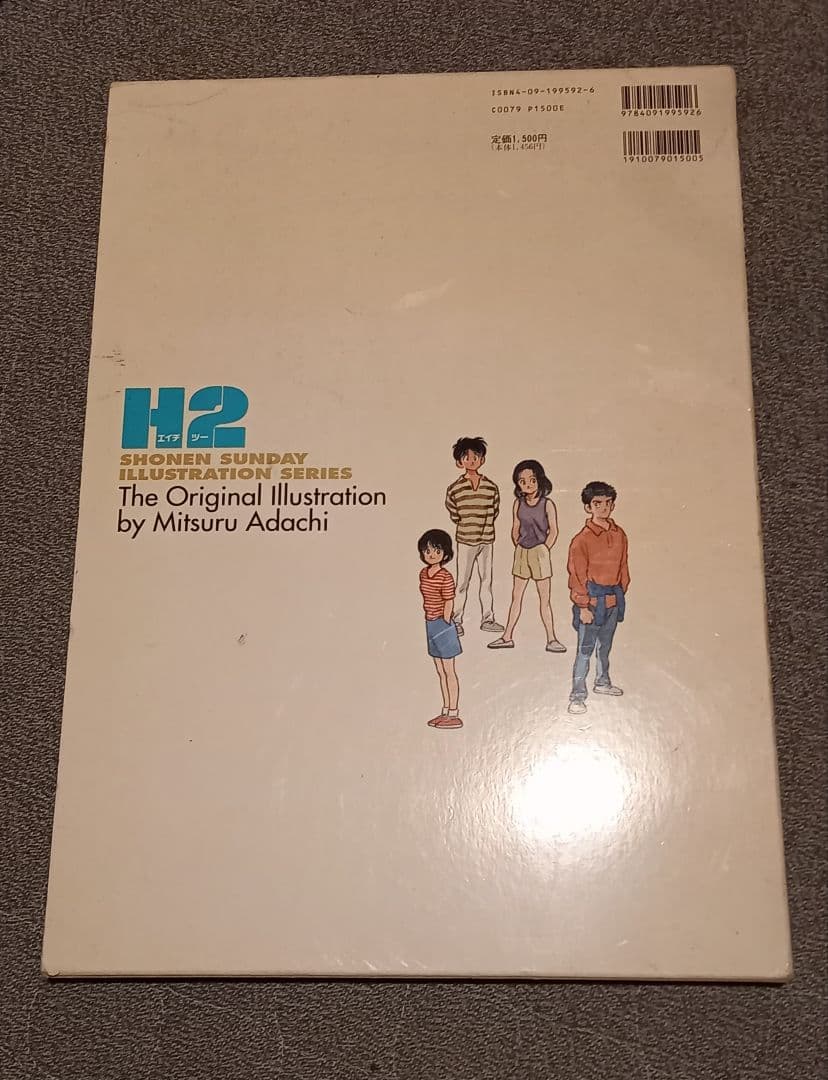 ISBN4-09-199592-6
C0079 P1500E
定価1,500円
(本体1,456円)
9784091995926
1910079015005
H2
エイチ ツー
SHONEN SUNDAY
ILLUSTRATION SERIES
The Original Illustration
by Mitsuru Adachi